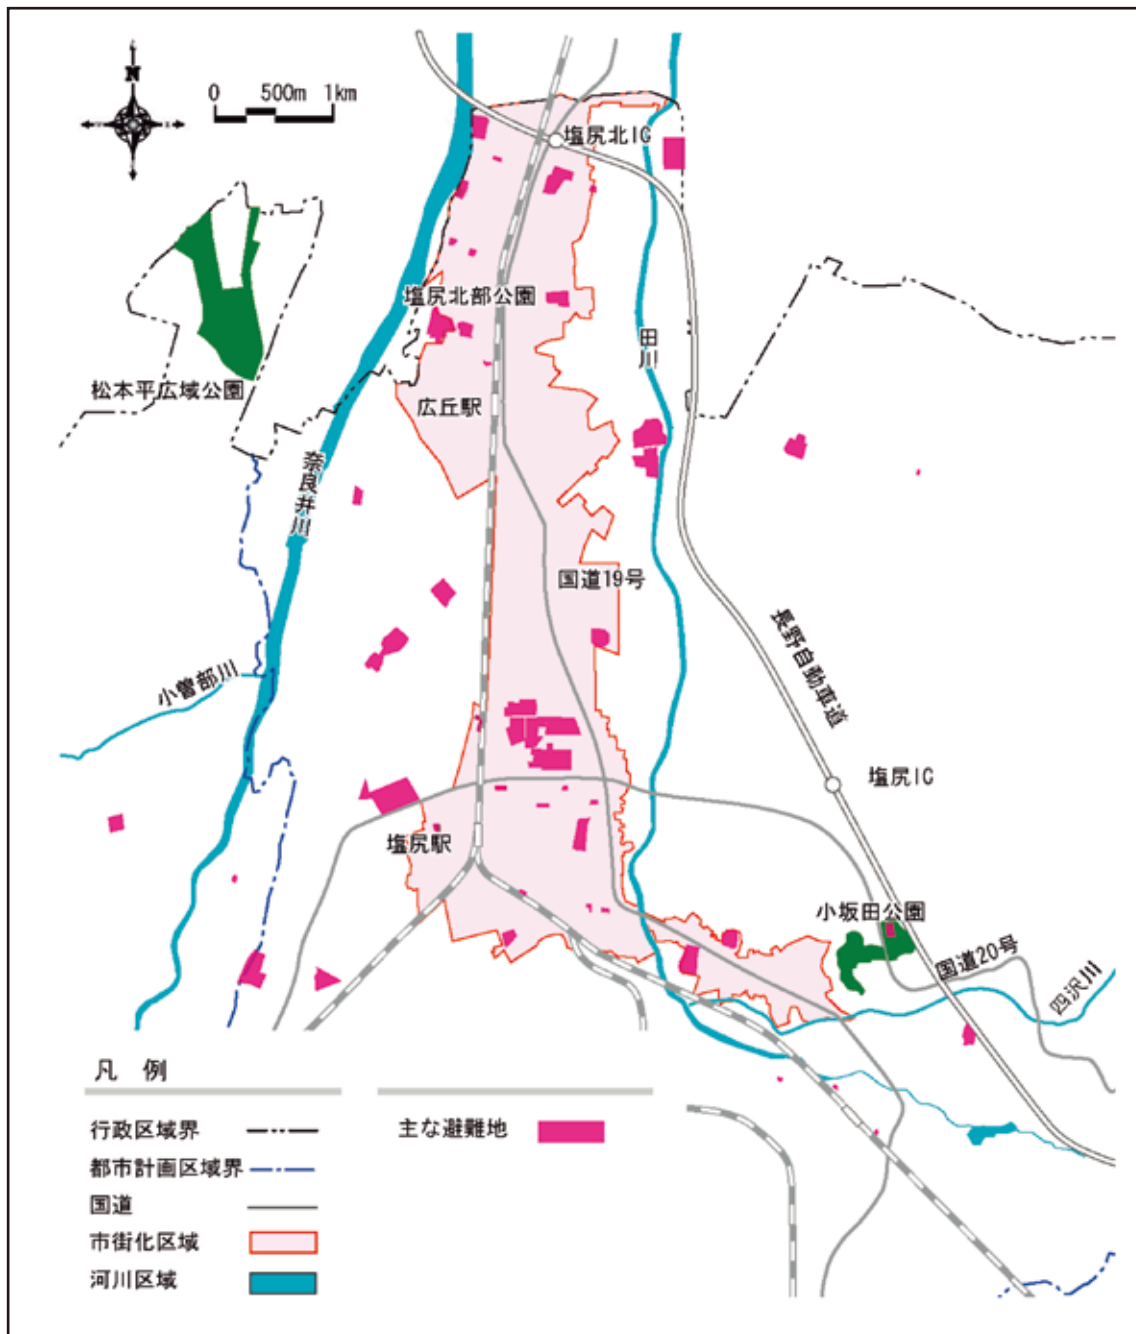 N
0 500m 1km
塩尻北IC
塩尻北部公園
田川
松本平広域公園
広丘駅
奈良井川
国道19号
長野自動車道
小曽部川
塩尻IC
塩尻駅
小坂田公園
国道20号
四沢川
凡 例
行政区域界
都市計画区域界
国道
市街化区域
河川区域
主な避難地